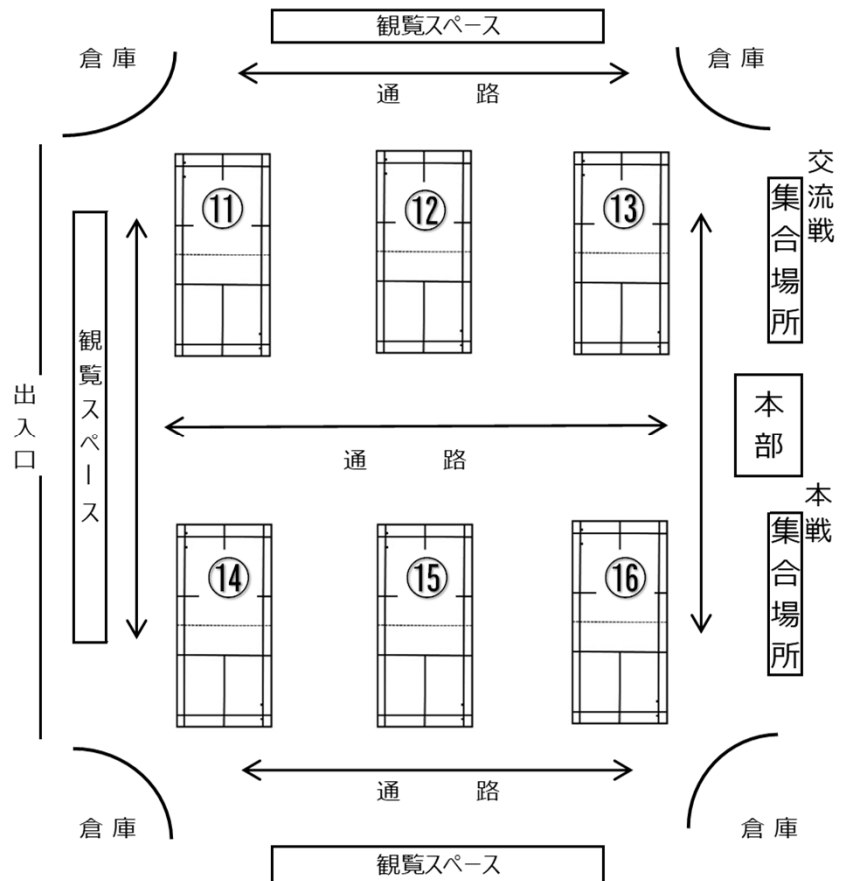 観覧スペース
倉庫
倉庫
通路
⑪
⑫
⑬
交流戦
集合場所
観覧スペース
出入口
本部
通路
本戦
集合場所
⑭
⑮
⑯
通路
倉庫
倉庫
観覧スペース